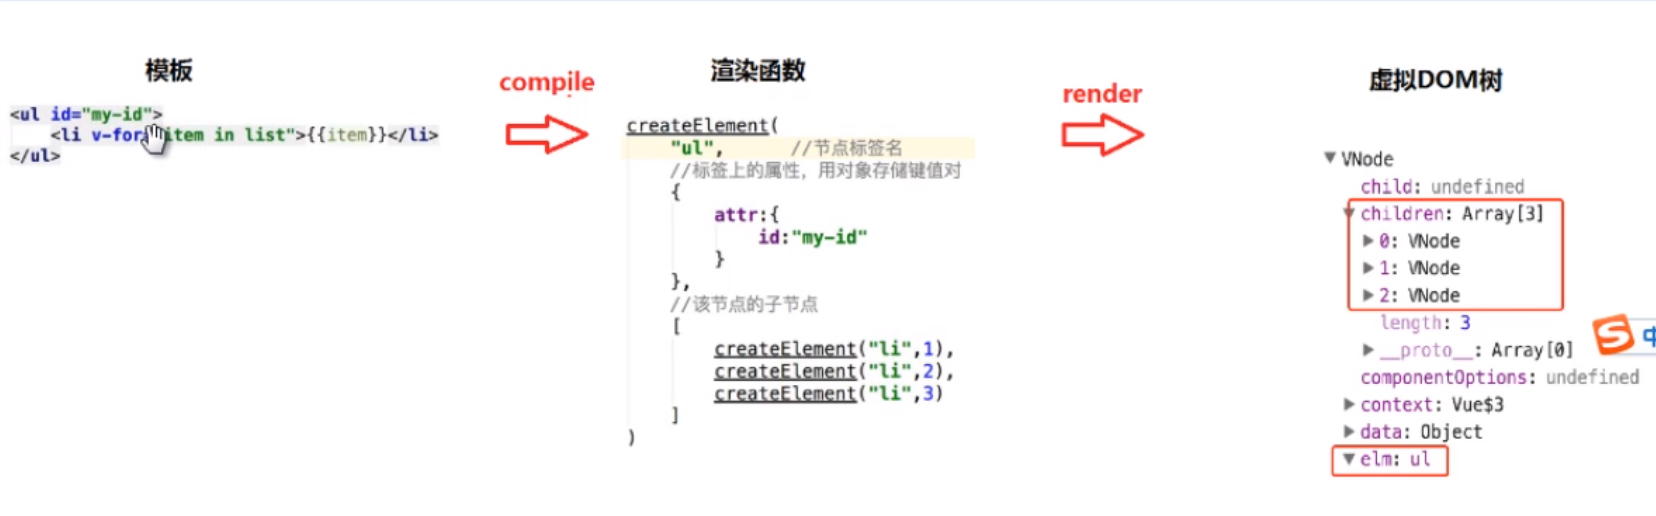 模板
<ul id="my-id">
<li v-for item in list">{{item}}</li>
</ul>
compile
渲染函数
createElement(
"ul", //节点标签名
//标签上的属性，用对象存储键值对
{
attr:{
id:"my-id"
}
},
//该节点的子节点
[
createElement("li",1),
createElement("li",2),
createElement("li",3)
]
)
render
虚拟DOM树
▼ VNode
child: undefined
▼ children: Array[3]
▶ 0: VNode
▶ 1: VNode
▶ 2: VNode
length: 3
▶ __proto__: Array[0]
componentOptions: undefined
▶ context: Vue$3
▶ data: Object
▼ elm: ul
S